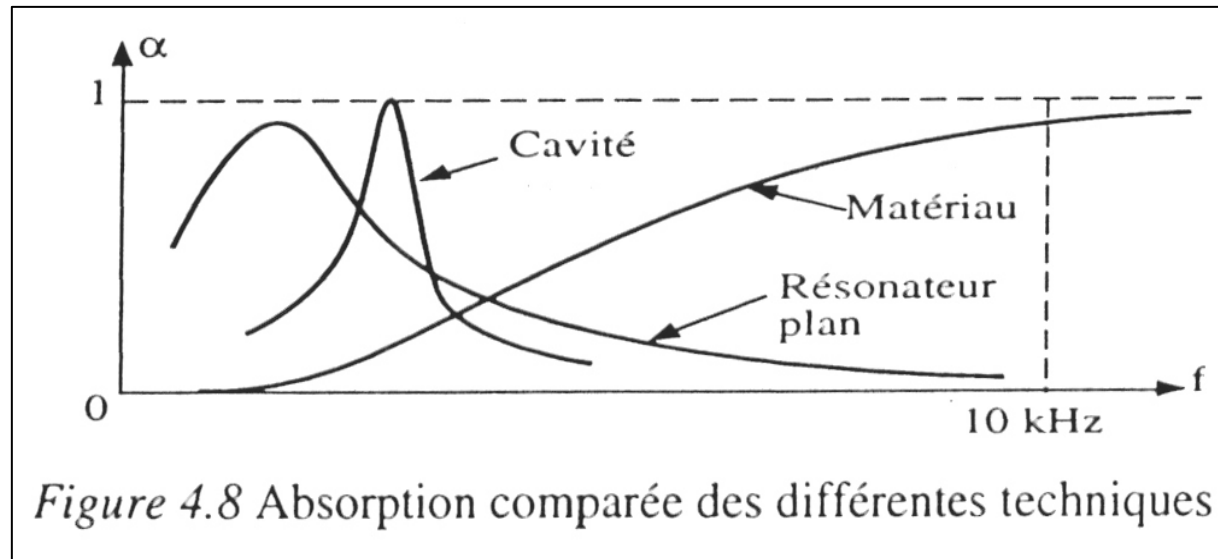 α
1
Cavité
Matériau
Résonateur
plan
0
f
10 kHz
Figure 4.8 Absorption comparée des différentes techniques